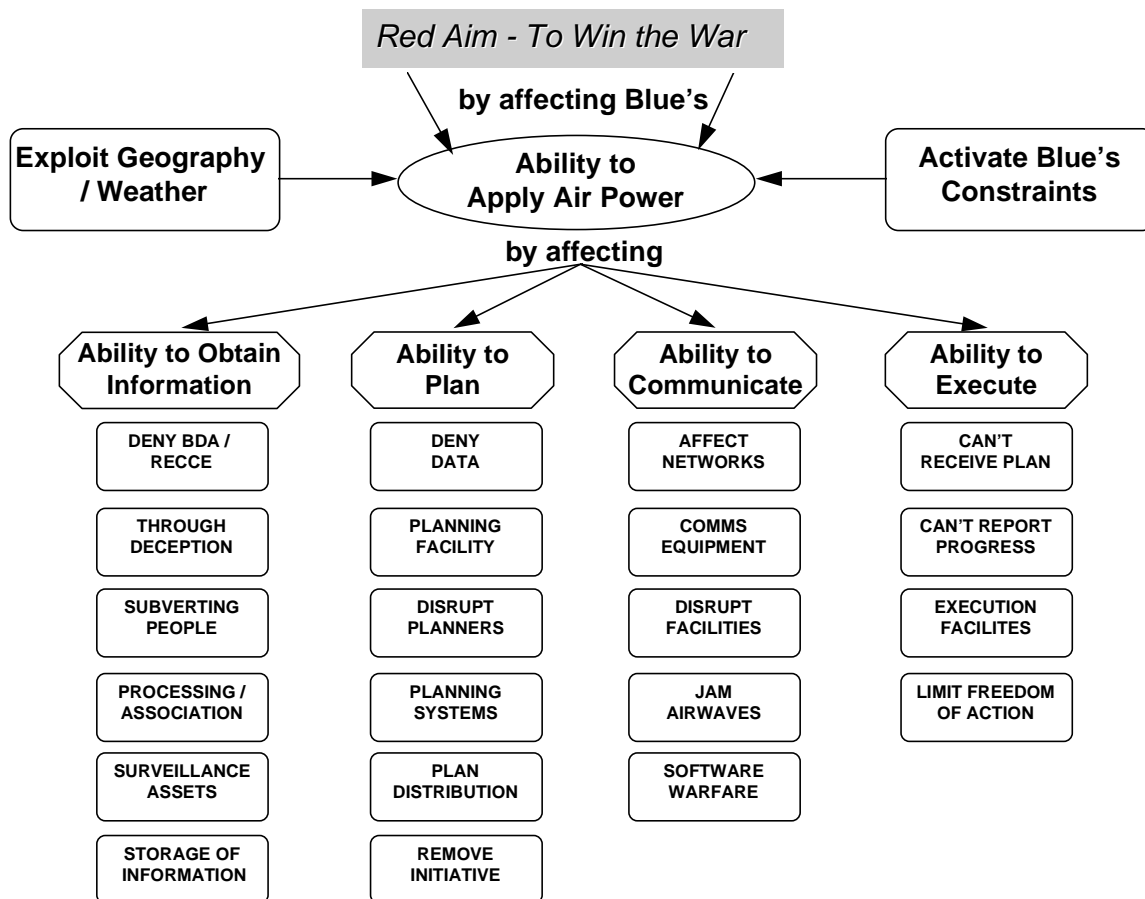 Red Aim - To Win the War
by affecting Blue's
Exploit Geography
/ Weather
Ability to
Apply Air Power
Activate Blue's
Constraints
by affecting
Ability to Obtain
Information
Ability to
Plan
Ability to
Communicate
Ability to
Execute
DENY BDA /
RECCE
THROUGH
DECEPTION
SUBVERTING
PEOPLE
PROCESSING /
ASSOCIATION
SURVEILLANCE
ASSETS
STORAGE OF
INFORMATION
DENY
DATA
PLANNING
FACILITY
DISRUPT
PLANNERS
PLANNING
SYSTEMS
PLAN
DISTRIBUTION
REMOVE
INITIATIVE
AFFECT
NETWORKS
COMMS
EQUIPMENT
DISRUPT
FACILITIES
JAM
AIRWAVES
SOFTWARE
WARFARE
CAN'T
RECEIVE PLAN
CAN'T REPORT
PROGRESS
EXECUTION
FACILITES
LIMIT FREEDOM
OF ACTION